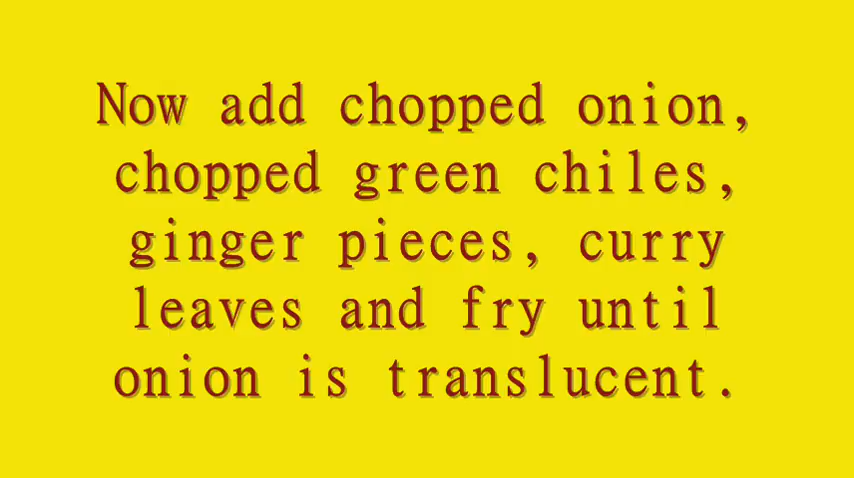 Now add chopped onion,
chopped green chiles,
ginger pieces, curry
leaves and fry until
onion is translucent.